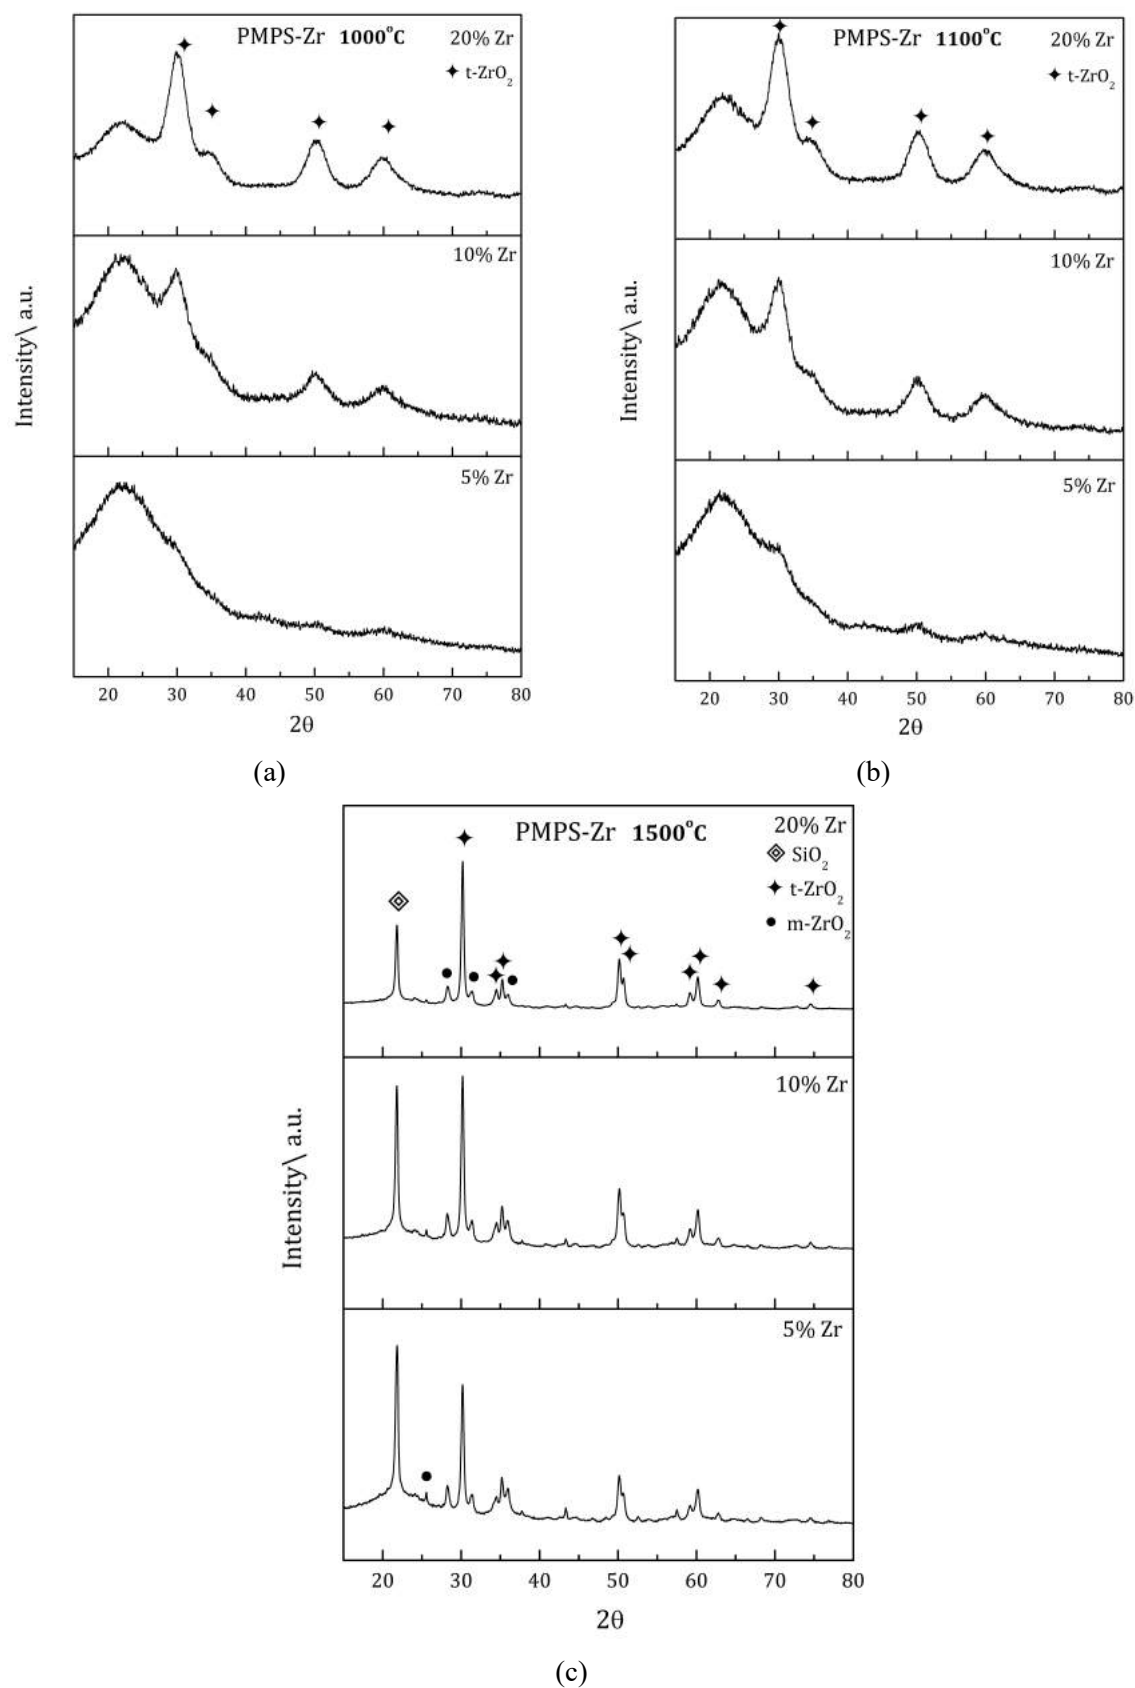 PMPS-Zr 1000°C
20% Zr
✦ t-ZrO₂
10% Zr
5% Zr
Intensity\ a.u.
20 30 40 50 60 70 80
2θ
(a)
PMPS-Zr 1100°C
20% Zr
✦ t-ZrO₂
10% Zr
5% Zr
Intensity\ a.u.
20 30 40 50 60 70 80
2θ
(b)
PMPS-Zr 1500°C
20% Zr
SiO₂
✦ t-ZrO₂
● m-ZrO₂
10% Zr
5% Zr
Intensity\ a.u.
20 30 40 50 60 70 80
2θ
(c)